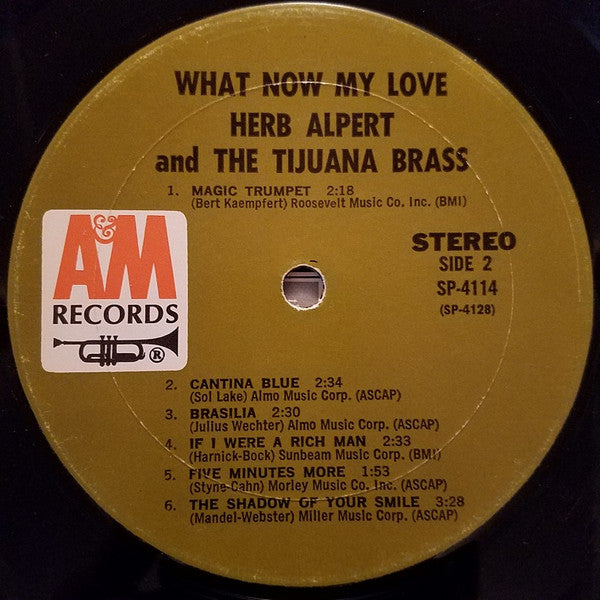 WHAT NOW MY LOVE
HERB ALPERT
and THE TIJUANA BRASS
1. MAGIC TRUMPET 2:18
(Bert Kaempfert) Roosevelt Music Co. Inc. (BMI)
A&M
RECORDS
®
STEREO
SIDE 2
SP-4114
(SP-4128)
2. CANTINA BLUE 2:34
(Sol Lake) Almo Music Corp. (ASCAP)
3. BRASILIA 2:30
(Julius Wechter) Almo Music Corp. (ASCAP)
4. IF I WERE A RICH MAN 2:33
(Harnick-Bock) Sunbeam Music Corp. (BMI)
5. FIVE MINUTES MORE 1:53
(Styne-Cahn) Morley Music Co. Inc. (ASCAP)
6. THE SHADOW OF YOUR SMILE 3:28
(Mandel-Webster) Miller Music Corp. (ASCAP)